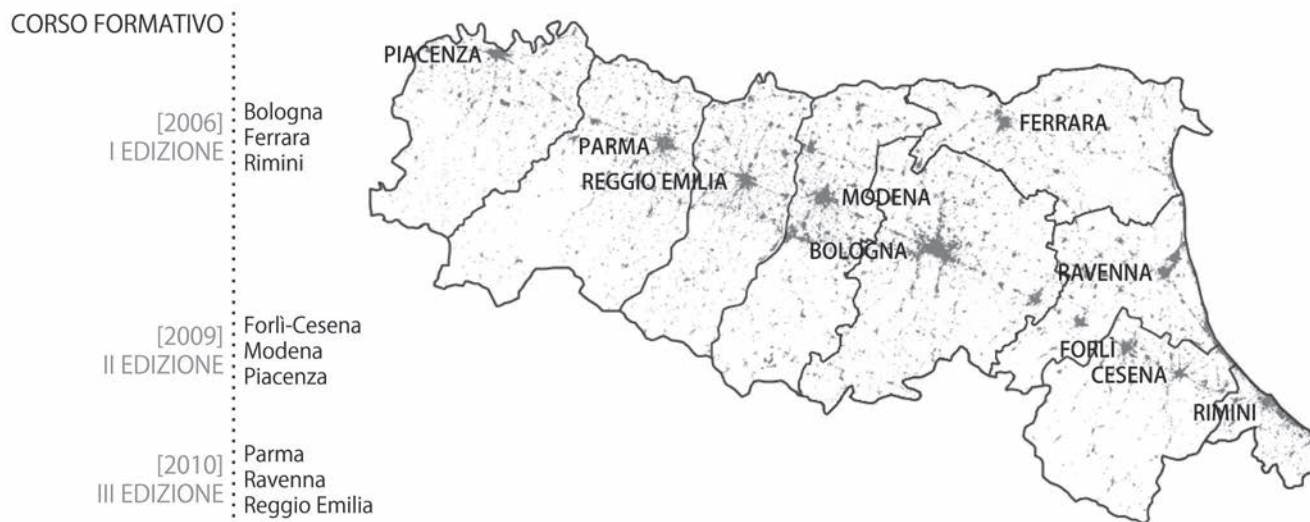 CORSO FORMATIVO
[2006]
I EDIZIONE
Bologna
Ferrara
Rimini
[2009]
II EDIZIONE
Forlì-Cesena
Modena
Piacenza
[2010]
III EDIZIONE
Parma
Ravenna
Reggio Emilia
PIACENZA
PARMA
REGGIO EMILIA
MODENA
BOLOGNA
FERRARA
RAVENNA
FORLÌ
CESENA
RIMINI